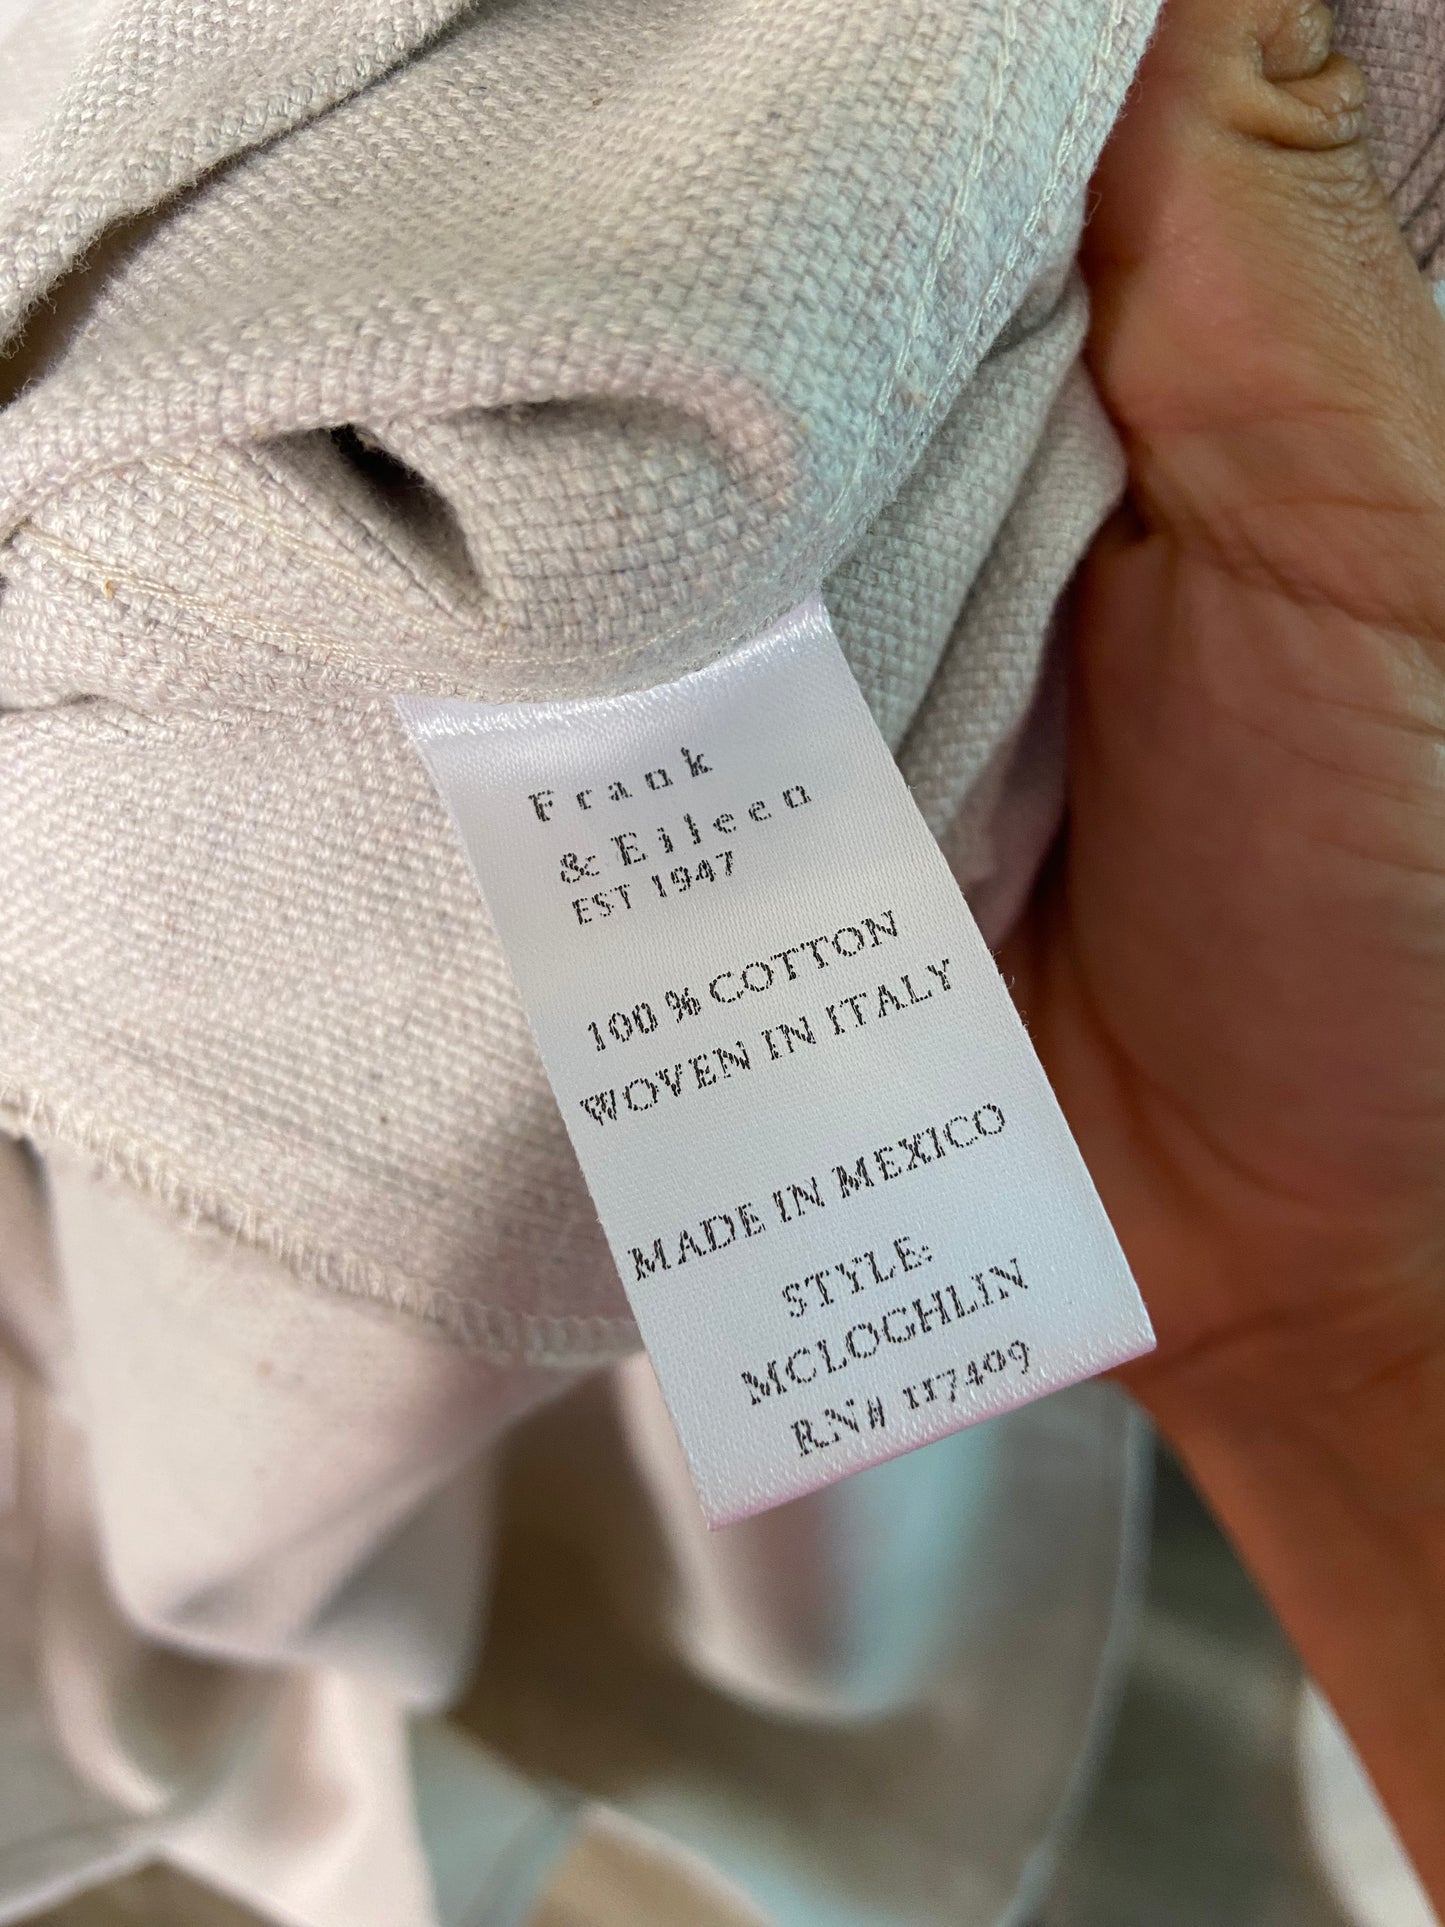 Frank
& Eileen
EST 1947
100 % COTTON
WOVEN IN ITALY
MADE IN MEXICO
STYLE:
MCLOGHLIN
RN# 117409